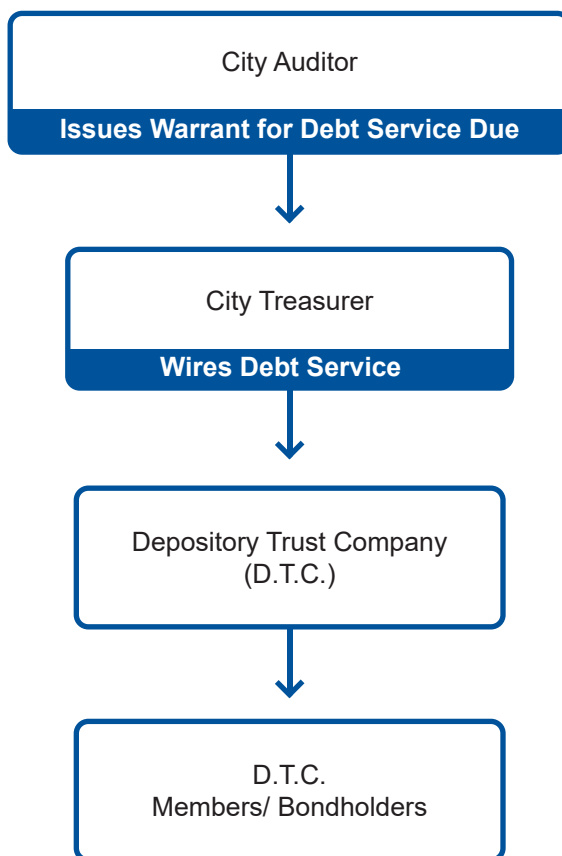 City Auditor
Issues Warrant for Debt Service Due
City Treasurer
Wires Debt Service
Depository Trust Company
(D.T.C.)
D.T.C.
Members/ Bondholders